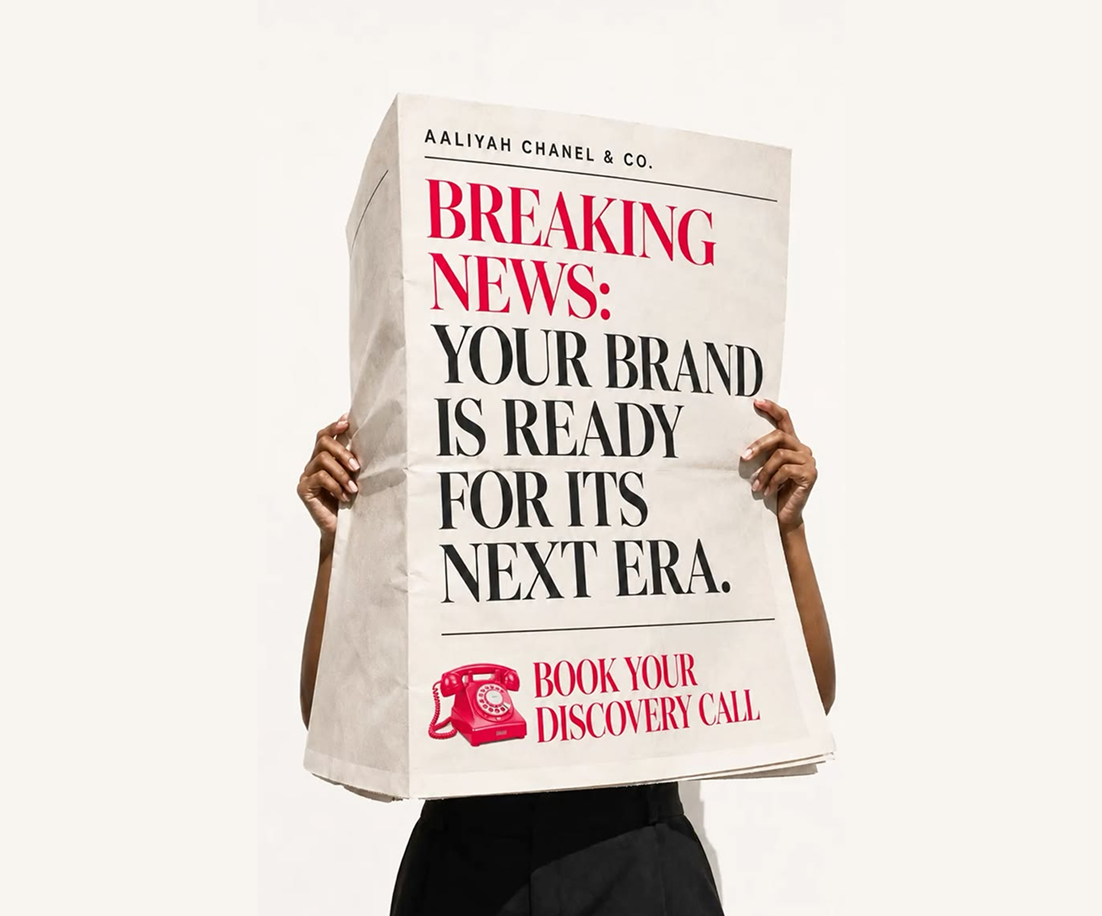 AALIYAH CHANEL & CO.
BREAKING
NEWS:
YOUR BRAND
IS READY
FOR ITS
NEXT ERA.
BOOK YOUR
DISCOVERY CALL